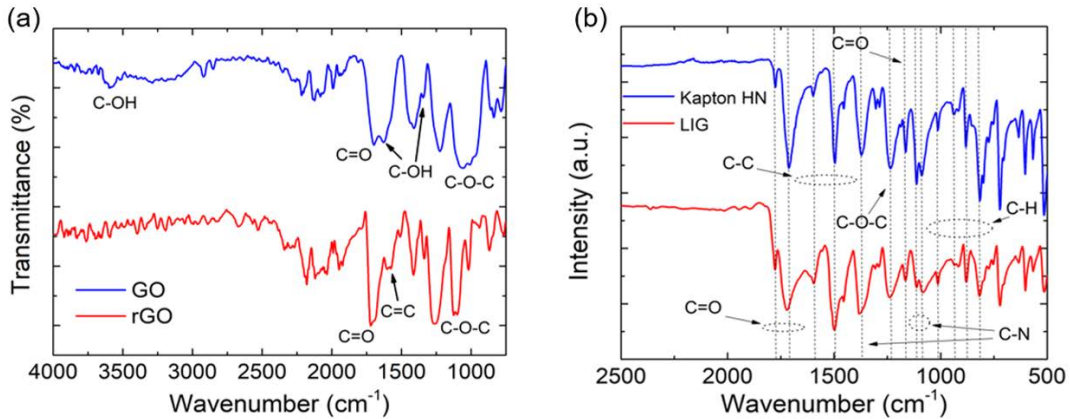 (a)
Transmittance (%)
C-OH
C=O
C-OH
C-O-C
GO
rGO
C=O
C=C
C-O-C
4000 3500 3000 2500 2000 1500 1000
Wavenumber (cm⁻¹)
(b)
Intensity (a.u.)
C=O
Kapton HN
LIG
C-C
C-O-C
C-H
C=O
C-N
2500 2000 1500 1000 500
Wavenumber (cm⁻¹)